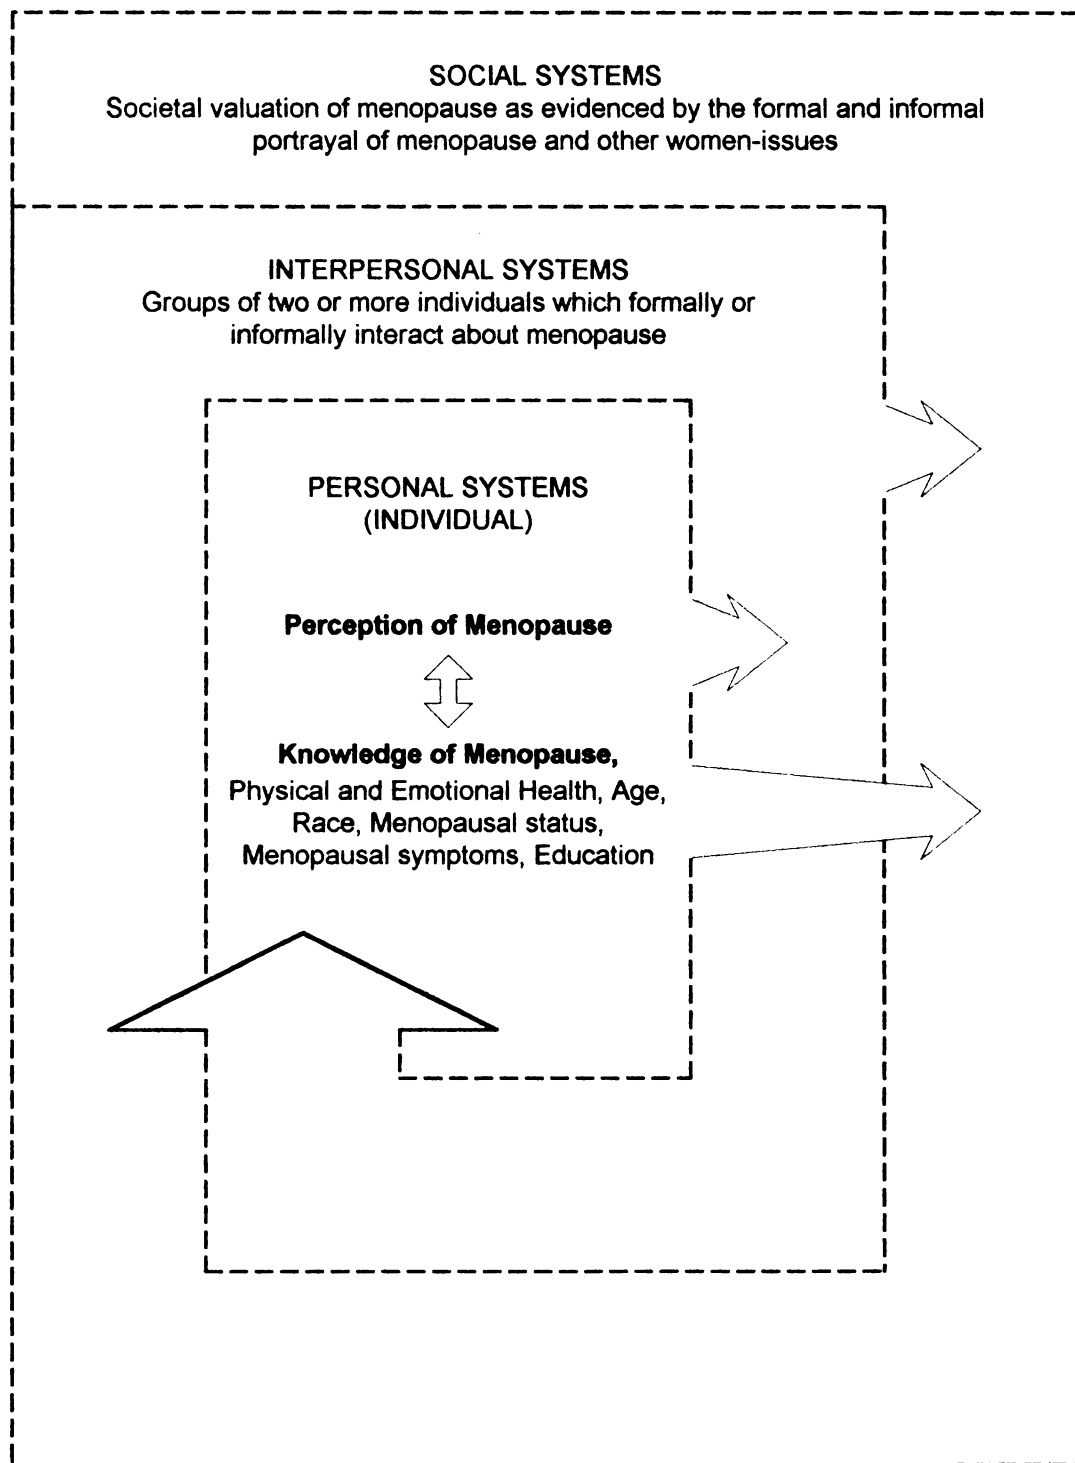 SOCIAL SYSTEMS
Societal valuation of menopause as evidenced by the formal and informal
portrayal of menopause and other women-issues
INTERPERSONAL SYSTEMS
Groups of two or more individuals which formally or
informally interact about menopause
PERSONAL SYSTEMS
(INDIVIDUAL)
Perception of Menopause
Knowledge of Menopause,
Physical and Emotional Health, Age,
Race, Menopausal status,
Menopausal symptoms, Education